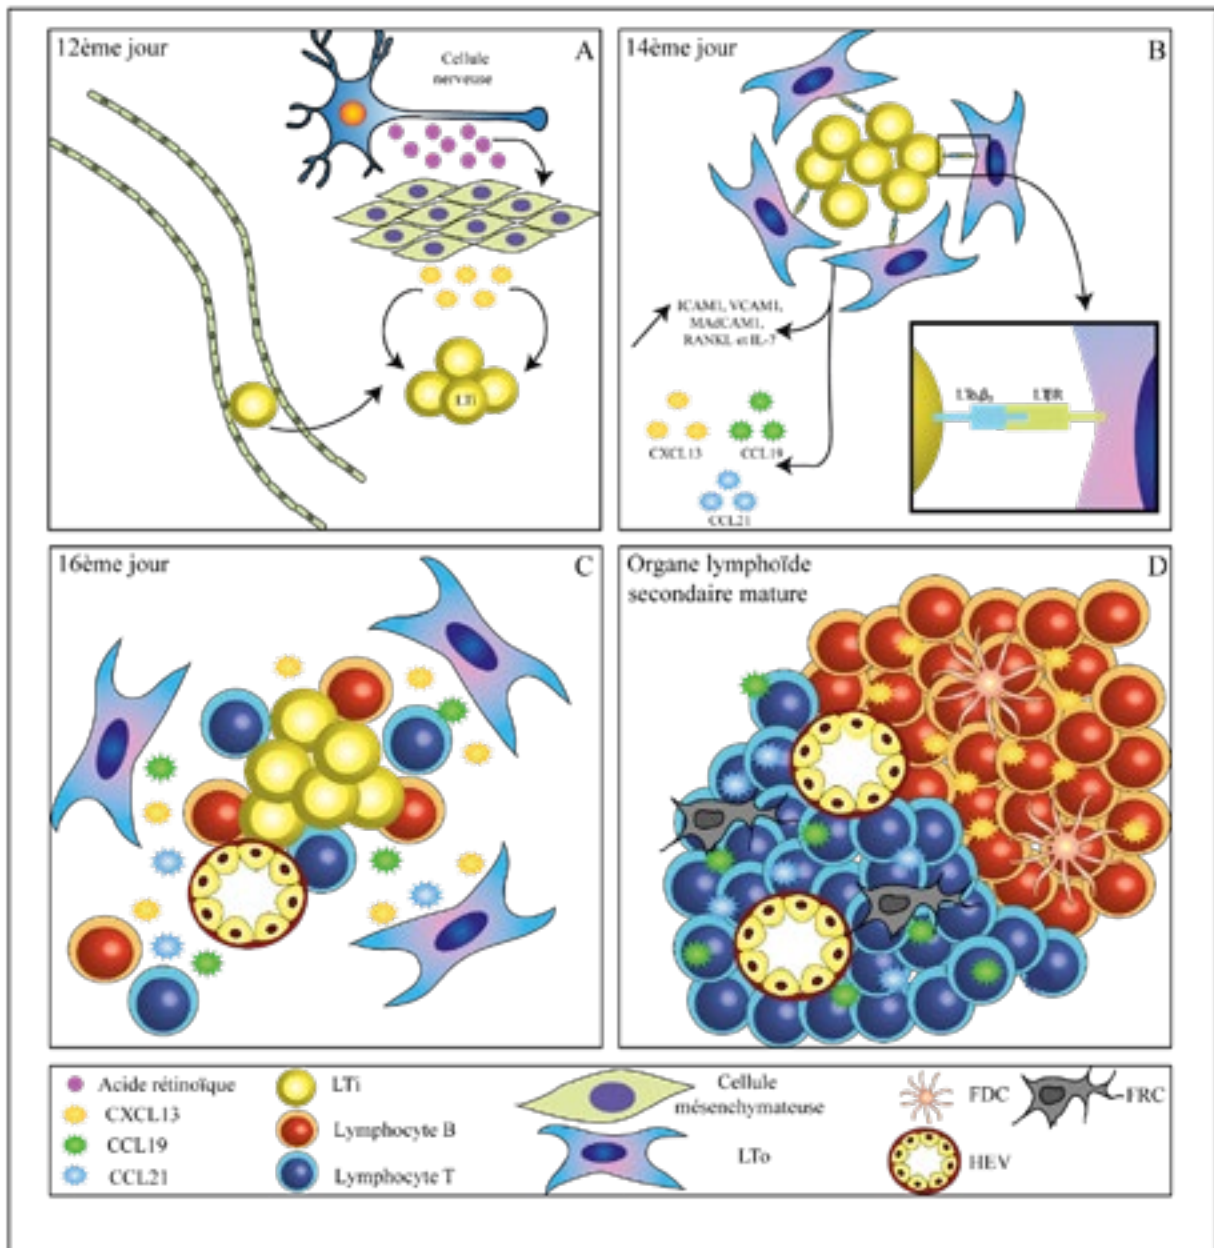 12ème jour
A
Cellule
nerveuse
LTi
14ème jour
B
ICAM1, VCAM1,
MAdCAM1,
RANKL et IL-7
CXCL13
CCL19
CCL21
LTα₁β₂
LTβR
16ème jour
C
Organe lymphoïde
secondaire mature
D
Acide rétinoïque
CXCL13
CCL19
CCL21
LTi
Lymphocyte B
Lymphocyte T
Cellule
mésenchymateuse
LTo
FDC
FRC
HEV